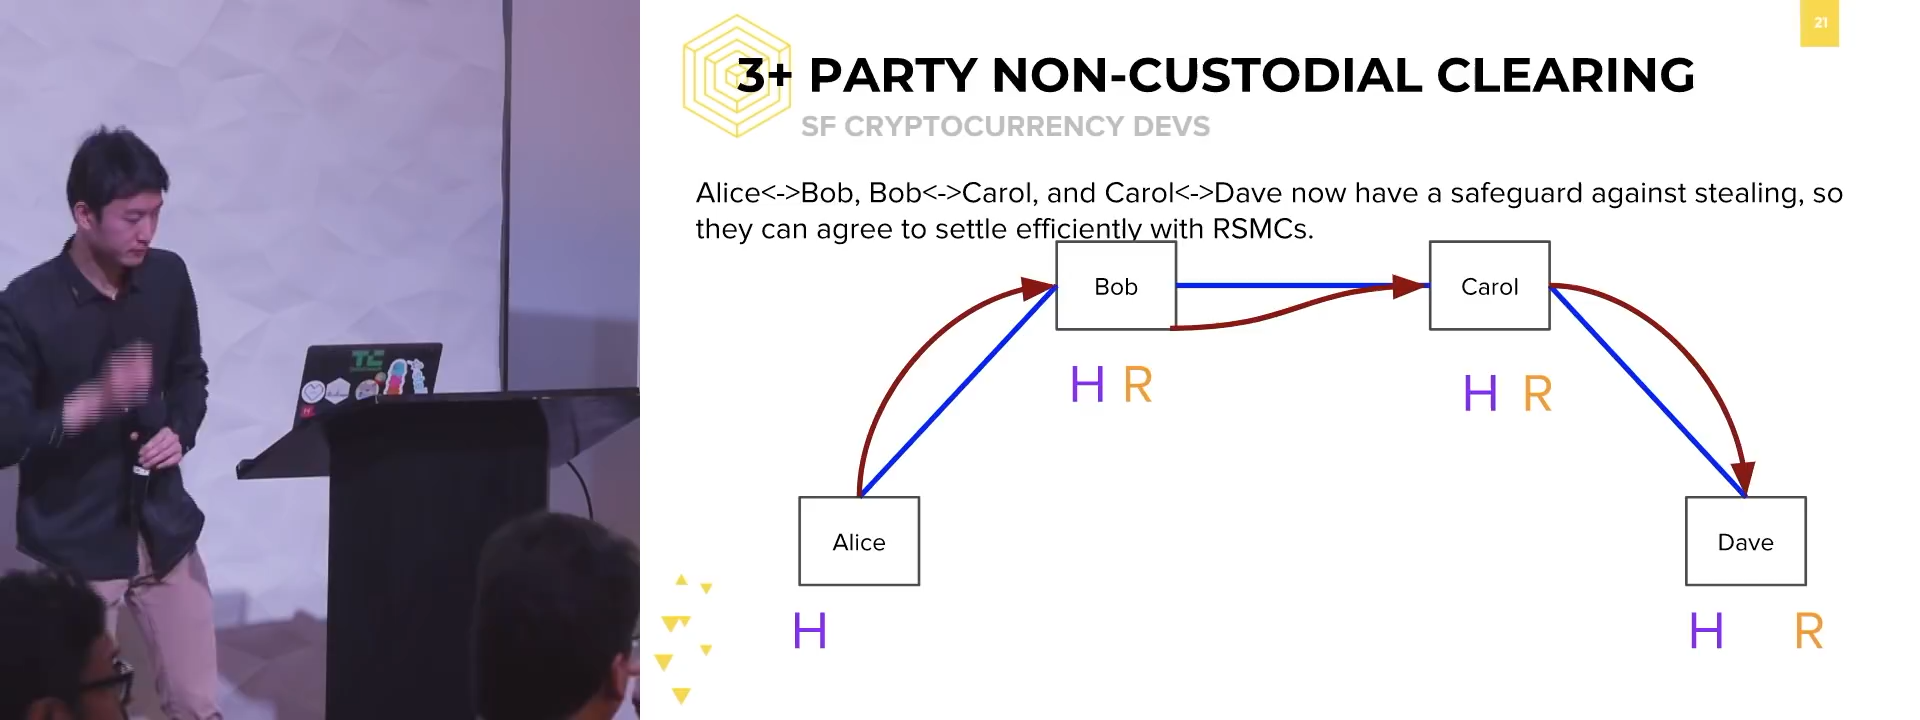 21
3+ PARTY NON-CUSTODIAL CLEARING
SF CRYPTOCURRENCY DEVS
Alice<->Bob, Bob<->Carol, and Carol<->Dave now have a safeguard against stealing, so
they can agree to settle efficiently with RSMCs.
Bob
Carol
H R
H R
Alice
Dave
H
H R
TC